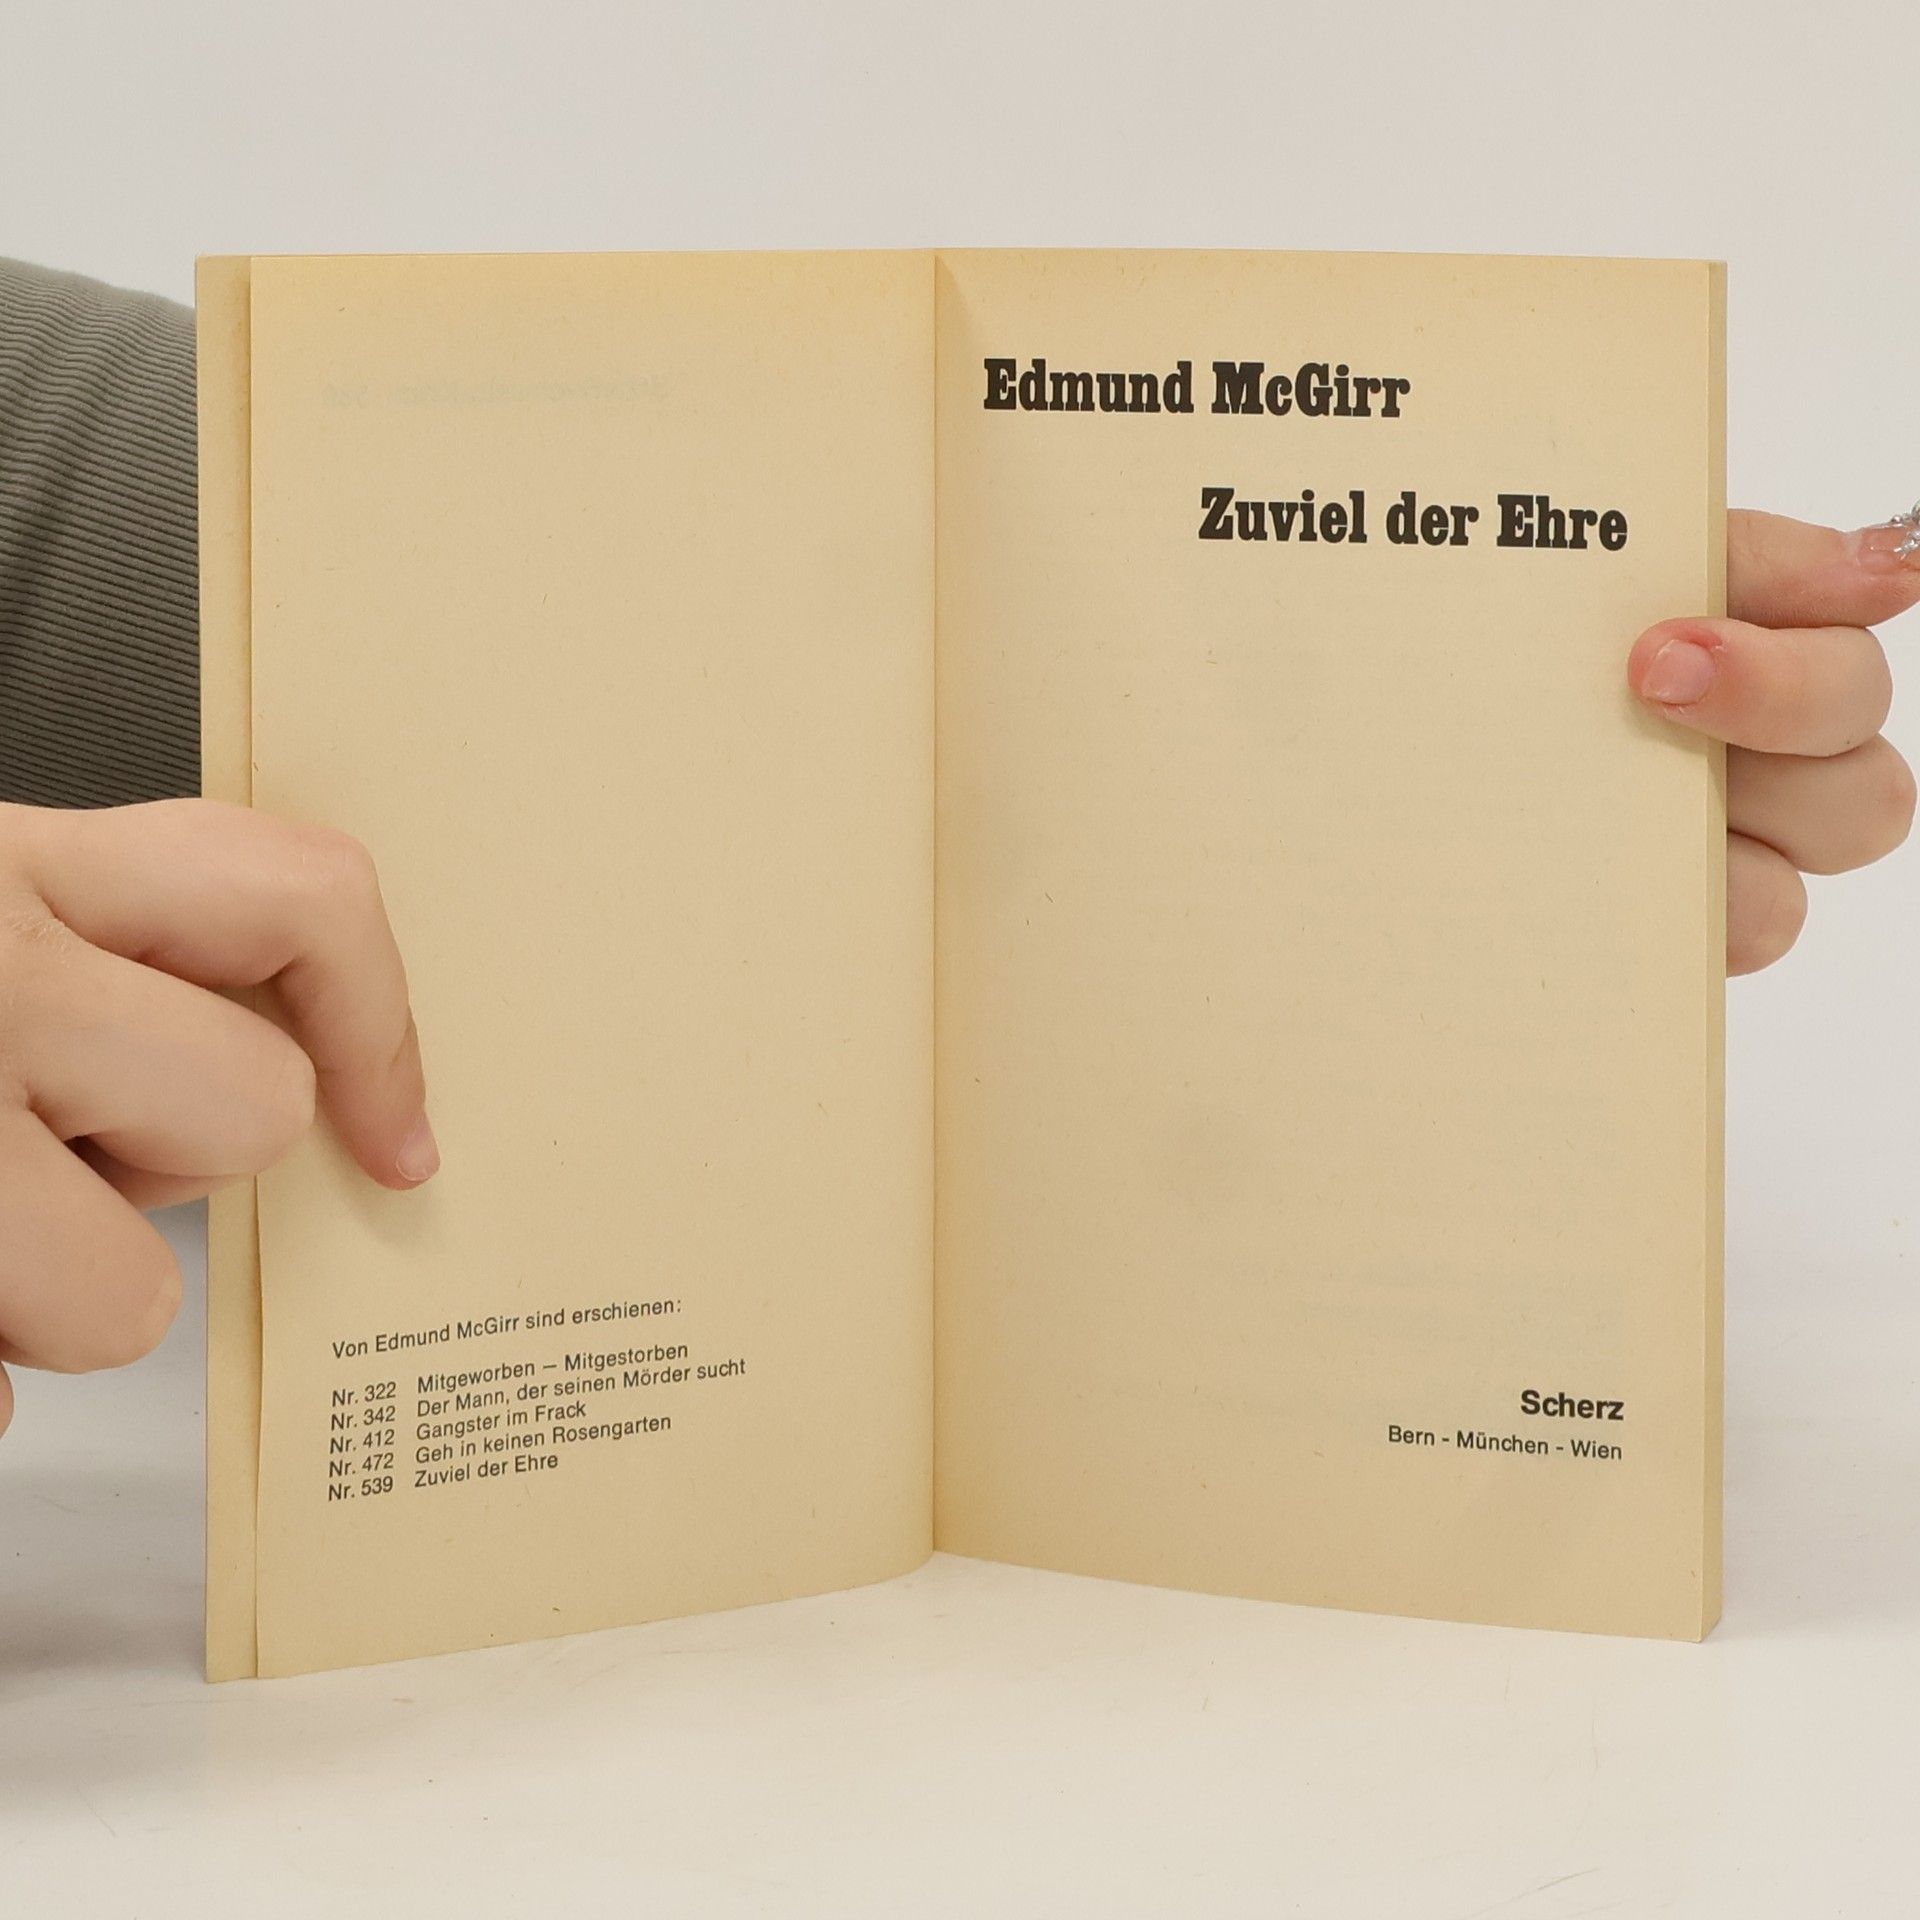 Von Edmund McGirr sind erschienen:
Nr. 322 Mitgeworben – Mitgestorben
Nr. 342 Der Mann, der seinen Mörder sucht
Nr. 412 Gangster im Frack
Nr. 472 Geh in keinen Rosengarten
Nr. 539 Zuviel der Ehre
Edmund McGirr
Zuviel der Ehre
Scherz
Bern - München - Wien